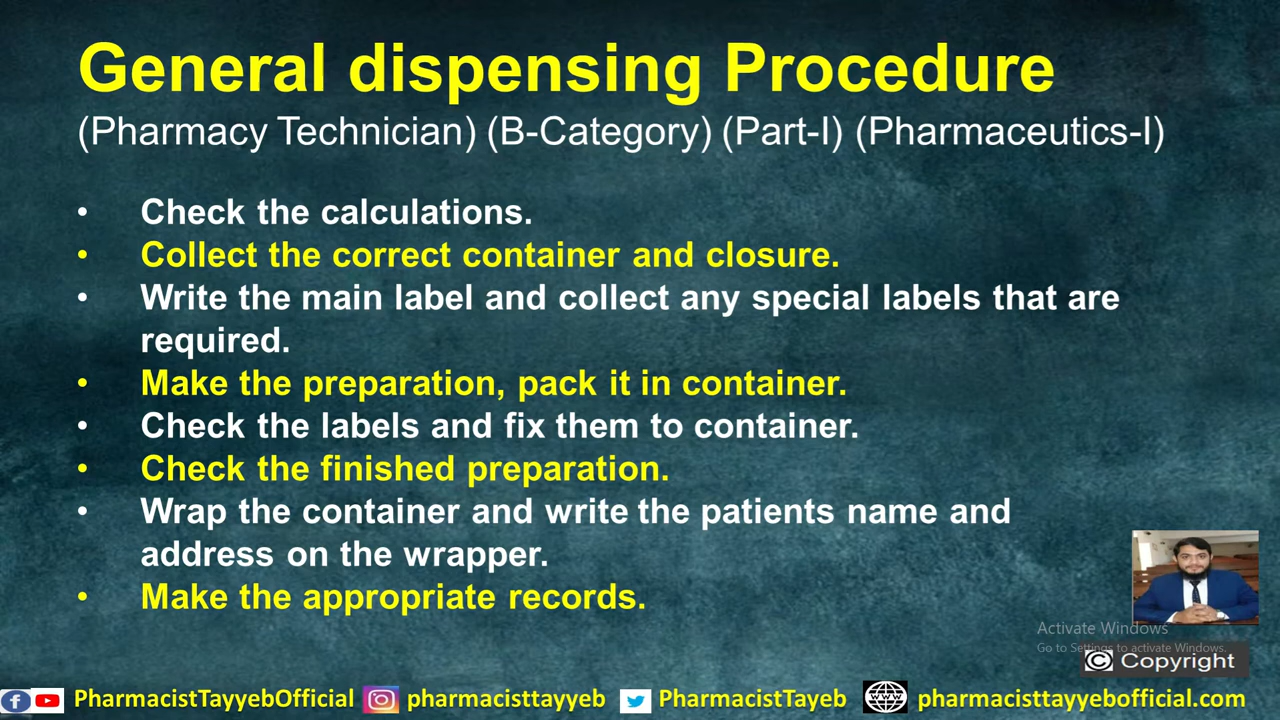 General dispensing Procedure
(Pharmacy Technician) (B-Category) (Part-I) (Pharmaceutics-I)
• Check the calculations.
• Collect the correct container and closure.
• Write the main label and collect any special labels that are
required.
• Make the preparation, pack it in container.
• Check the labels and fix them to container.
• Check the finished preparation.
• Wrap the container and write the patients name and
address on the wrapper.
• Make the appropriate records.
Activate Windows
Go to Settings to activate Windows.
© Copyright
PharmacistTayyebOfficial pharmacisttayyeb PharmacistTayeb WWW pharmacisttayyebofficial.com